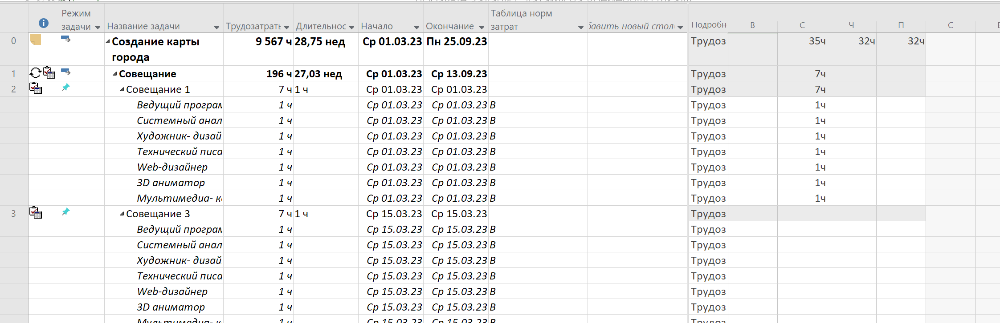 Режим задачи Название задачи Трудозатрать Длительнос Начало Окончание Таблица норм затрат бавить новый стол Подробн В С Ч П С
0 Создание карты города 9 567 ч 28,75 нед Ср 01.03.23 Пн 25.09.23 Трудоз 35ч 32ч 32ч
1 Совещание 196 ч 27,03 нед Ср 01.03.23 Ср 13.09.23 Трудоз 7ч
2 Совещание 1 7 ч 1 ч Ср 01.03.23 Ср 01.03.23 Трудоз 7ч
Ведущий програм 1 ч Ср 01.03.23 Ср 01.03.23 В Трудоз 1ч
Системный анал 1 ч Ср 01.03.23 Ср 01.03.23 В Трудоз 1ч
Художник- дизай 1 ч Ср 01.03.23 Ср 01.03.23 В Трудоз 1ч
Технический писа 1 ч Ср 01.03.23 Ср 01.03.23 В Трудоз 1ч
Web-дизайнер 1 ч Ср 01.03.23 Ср 01.03.23 В Трудоз 1ч
3D аниматор 1 ч Ср 01.03.23 Ср 01.03.23 В Трудоз 1ч
Мультимедиа- к 1 ч Ср 01.03.23 Ср 01.03.23 В Трудоз 1ч
3 Совещание 3 7 ч 1 ч Ср 15.03.23 Ср 15.03.23 Трудоз
Ведущий програм 1 ч Ср 15.03.23 Ср 15.03.23 В Трудоз
Системный анал 1 ч Ср 15.03.23 Ср 15.03.23 В Трудоз
Художник- дизай 1 ч Ср 15.03.23 Ср 15.03.23 В Трудоз
Технический писа 1 ч Ср 15.03.23 Ср 15.03.23 В Трудоз
Web-дизайнер 1 ч Ср 15.03.23 Ср 15.03.23 В Трудоз
3D аниматор 1 ч Ср 15.03.23 Ср 15.03.23 В Трудоз
Мультимедиа- к 1 ч Ср 15.03.23 Ср 15.03.23 В Трудоз